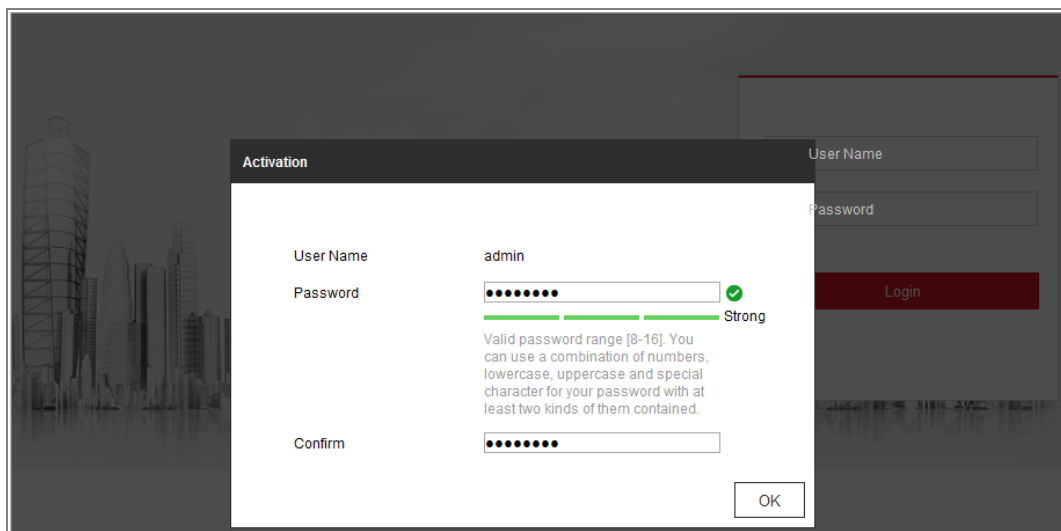 Activation
User Name
Password
Login
User Name admin
Password ••••••••
Strong
Valid password range [8-16]. You
can use a combination of numbers,
lowercase, uppercase and special
character for your password with at
least two kinds of them contained.
Confirm ••••••••
OK